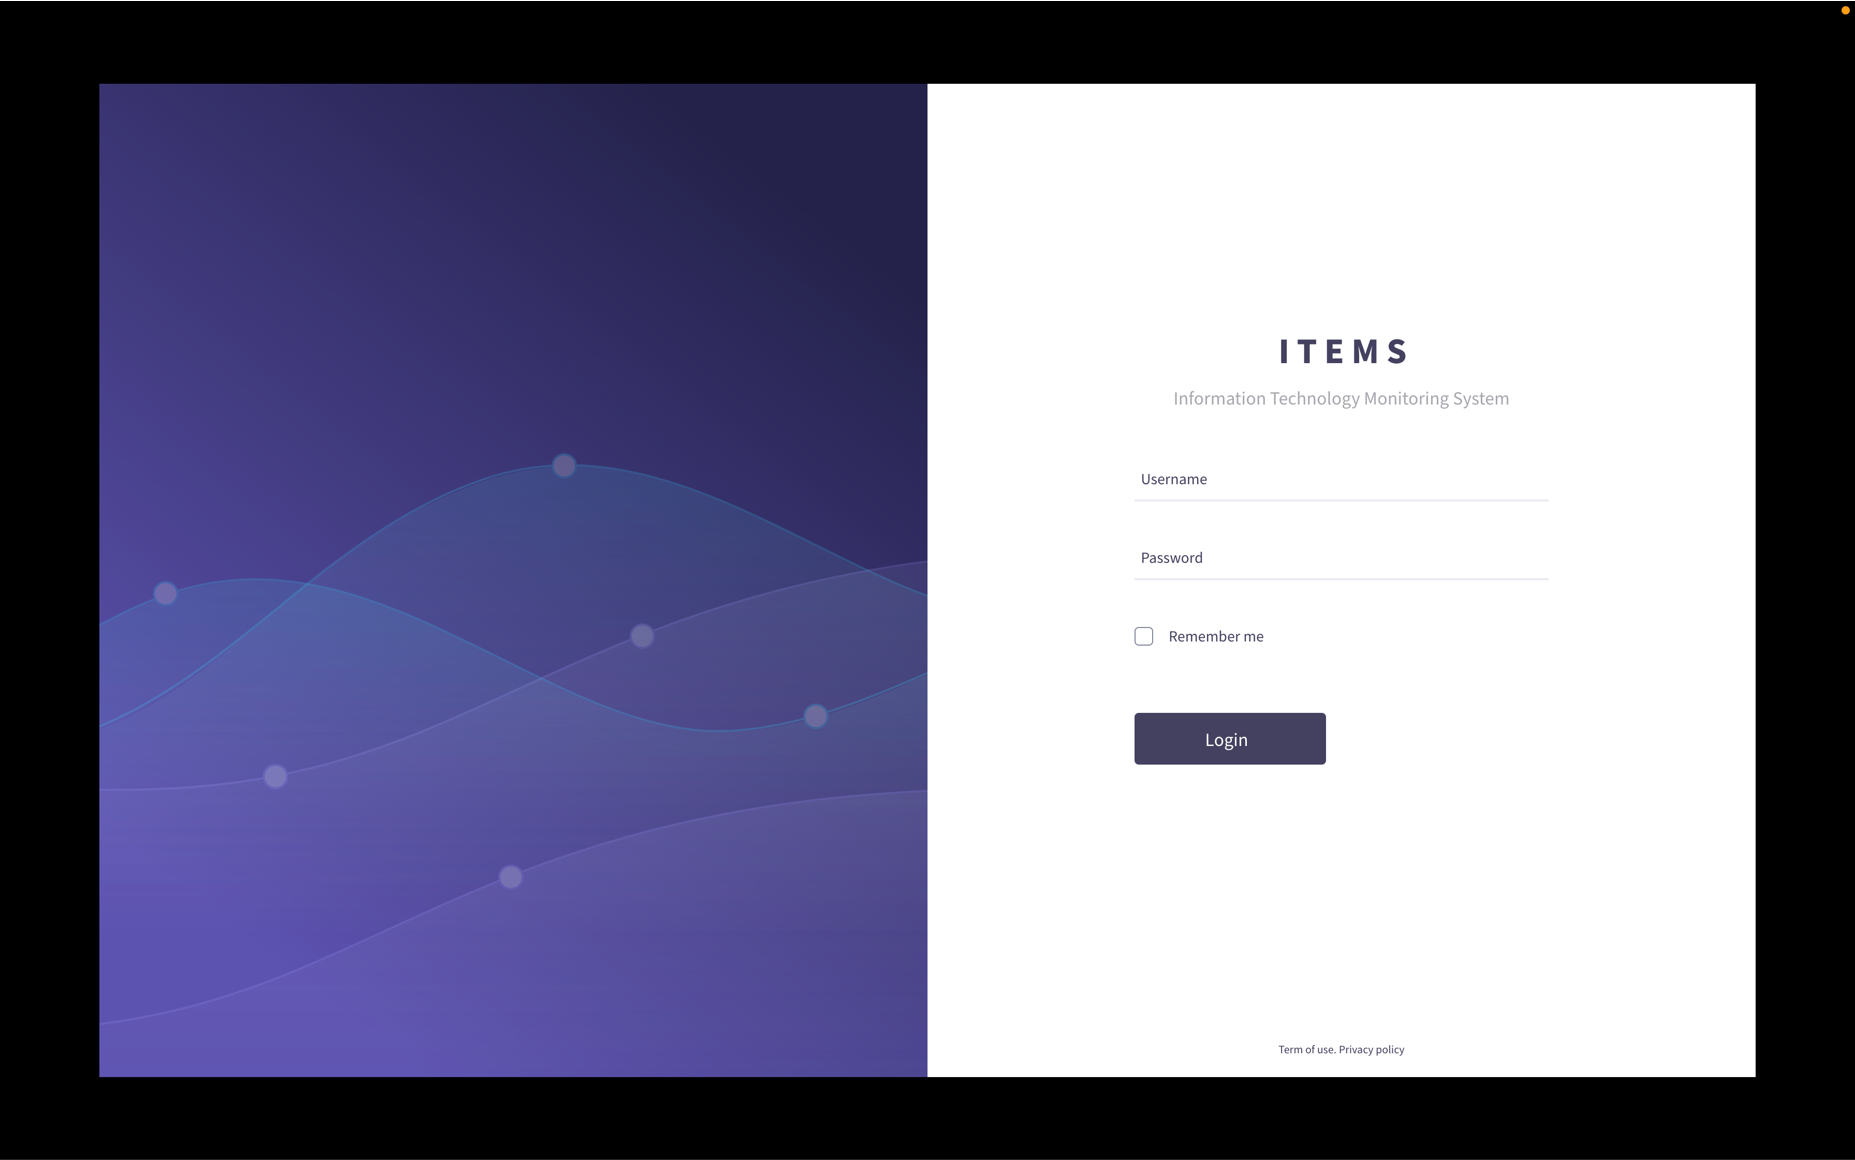 ITEMS
Information Technology Monitoring System
Username
Password
Remember me
Login
Term of use. Privacy policy